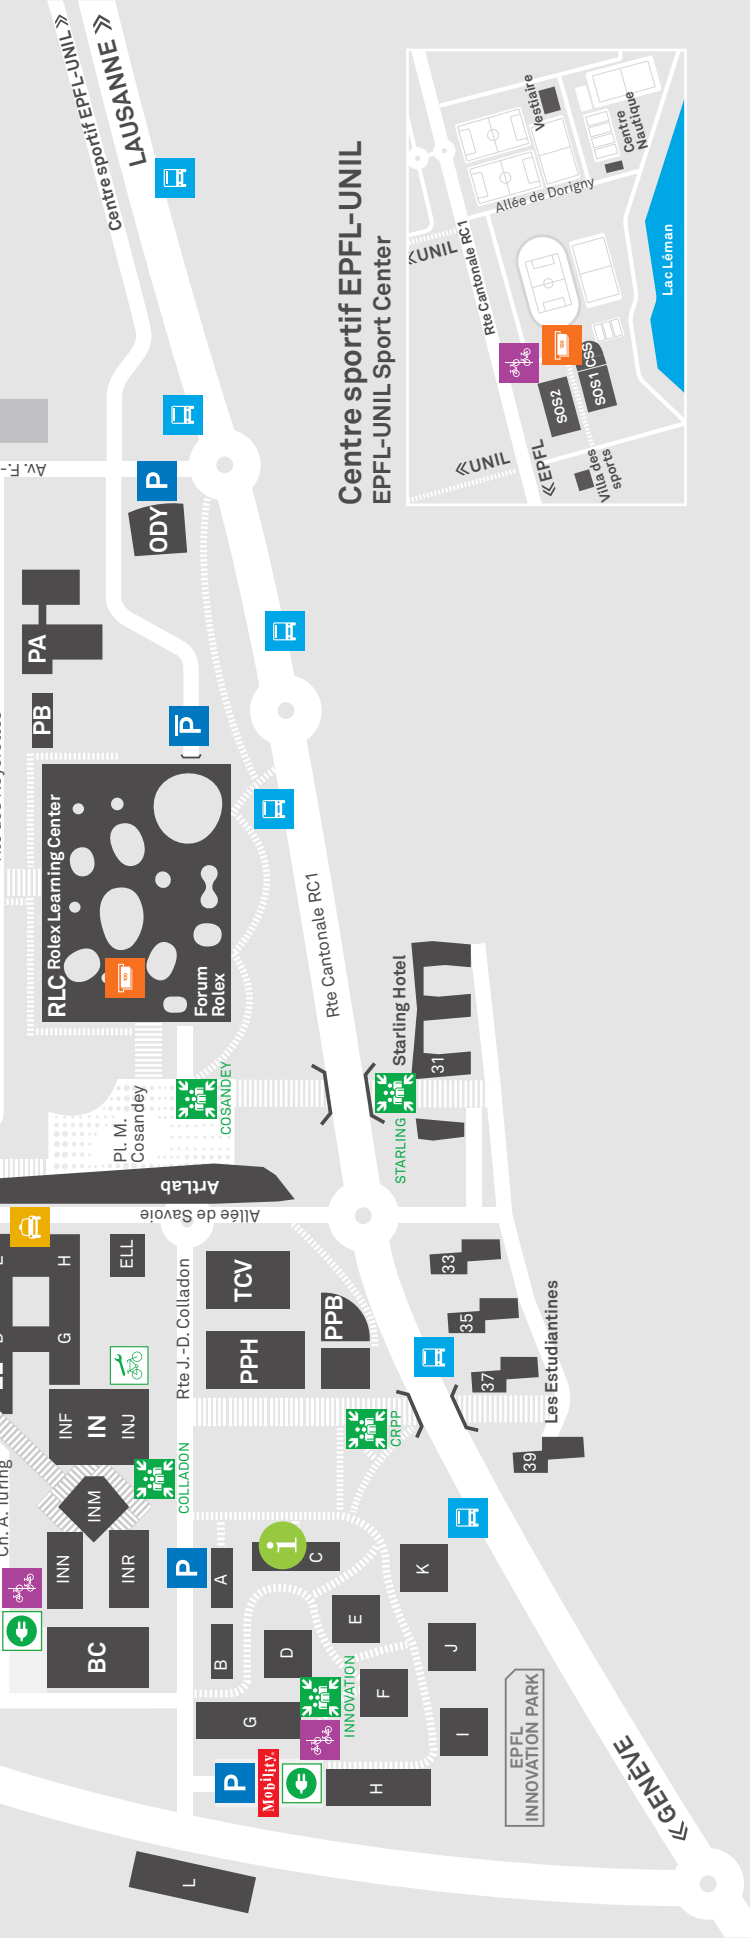 Centre sportif EPFL-UNIL »
LAUSANNE »
Centre sportif EPFL-UNIL
EPFL-UNIL Sport Center
Vestiaire
Centre
Nautique
Allée de Dorigny
«UNIL
Rte Cantonale RC1
Lac Léman
CSS
SOS1
SOS2
«UNIL
«EPFL
Villa des
sports
Av. F.-
P
ODY
PA
PB
P
RLC Rolex Learning Center
Forum
Rolex
Rte Cantonale RC1
Starling Hotel
31
COSANDEY
STARLING
Pl. M.
Cosandey
ArtLab
Allée de Savoie
H
G
ELL
TCV
PPH
PPB
Rte J.-D. Colladon
33
35
37
39
Les Estudiantines
INF
IN
INJ
INM
COLLADON
CRPP
Ch. A. Turing
INN
INR
BC
P
A
B
i
C
D
E
F
G
H
I
J
K
INNOVATION
P
Mobility
EPFL
INNOVATION PARK
«GENÈVE
L